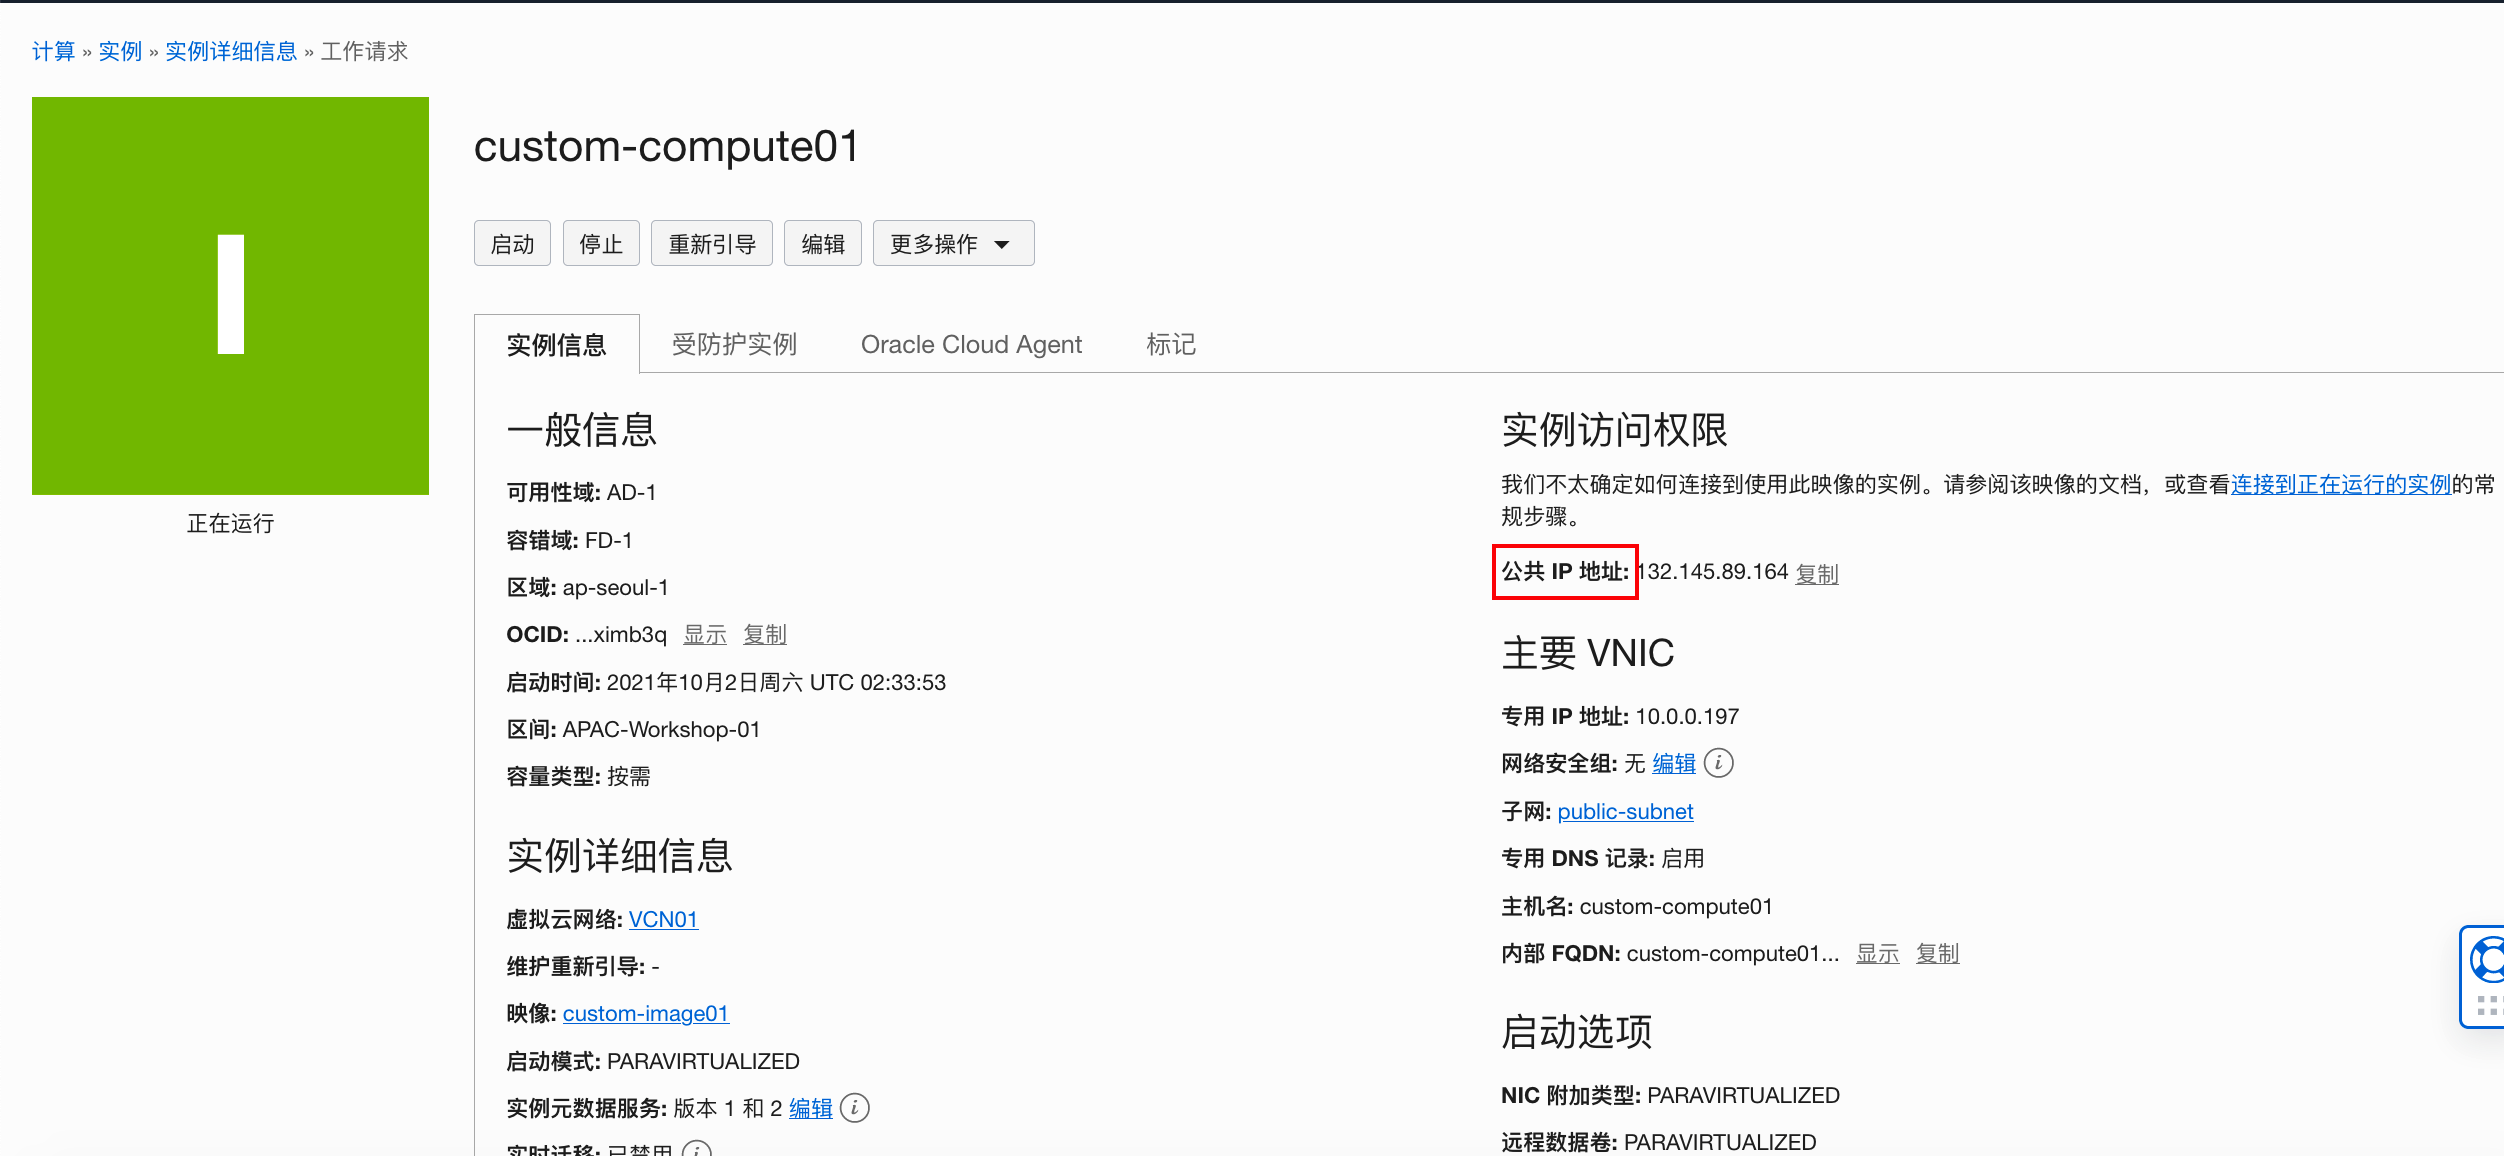 计算 » 实例 » 实例详细信息 » 工作请求
I
正在运行
custom-compute01
启动 停止 重新引导 编辑 更多操作
实例信息 受防护实例 Oracle Cloud Agent 标记
一般信息
可用性域: AD-1
容错域: FD-1
区域: ap-seoul-1
OCID: ...ximb3q 显示 复制
启动时间: 2021年10月2日周六 UTC 02:33:53
区间: APAC-Workshop-01
容量类型: 按需
实例详细信息
虚拟云网络: VCN01
维护重新引导: -
映像: custom-image01
启动模式: PARAVIRTUALIZED
实例元数据服务: 版本 1 和 2 编辑 i
实时迁移: 已禁用 i
实例访问权限
我们不太确定如何连接到使用此映像的实例。请参阅该映像的文档，或查看连接到正在运行的实例的常
规步骤。
公共 IP 地址: 132.145.89.164 复制
主要 VNIC
专用 IP 地址: 10.0.0.197
网络安全组: 无 编辑 i
子网: public-subnet
专用 DNS 记录: 启用
主机名: custom-compute01
内部 FQDN: custom-compute01... 显示 复制
启动选项
NIC 附加类型: PARAVIRTUALIZED
远程数据卷: PARAVIRTUALIZED